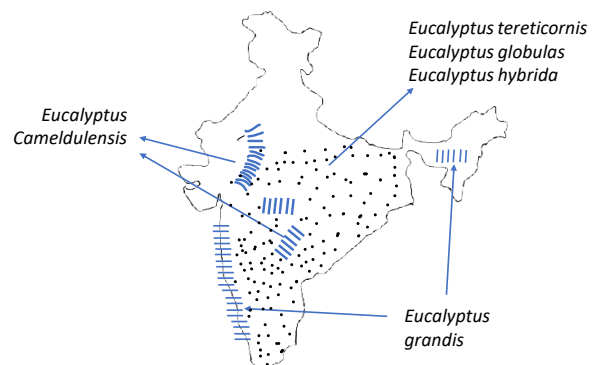 Eucalyptus tereticornis
Eucalyptus globulas
Eucalyptus hybrida
Eucalyptus
Cameldulensis
Eucalyptus
grandis